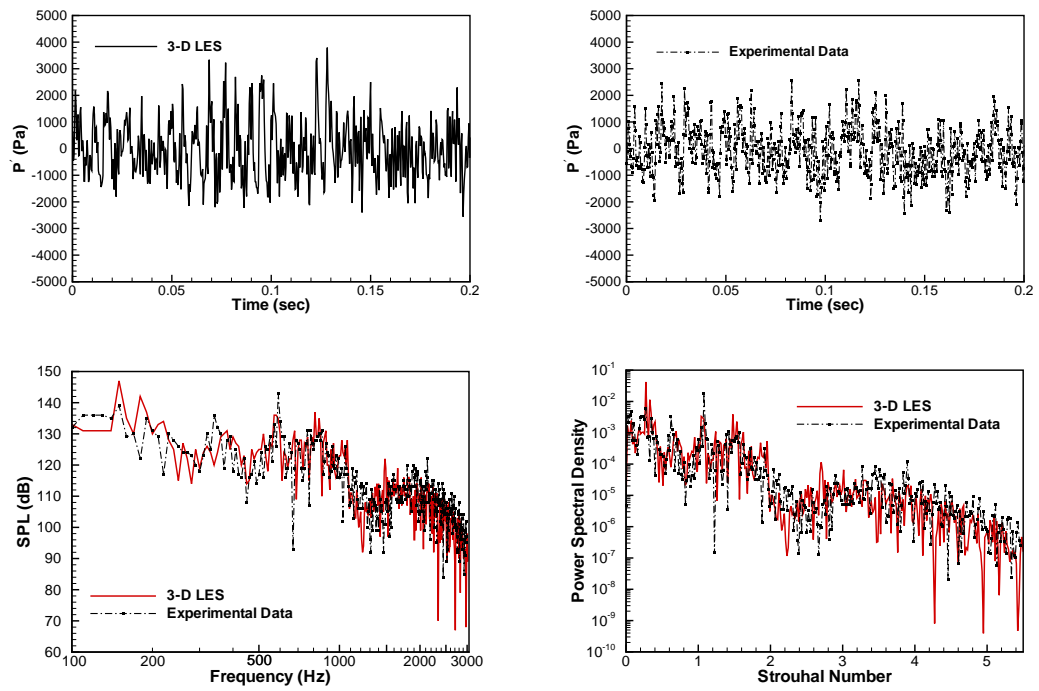 5000
4000
3000
2000
1000
0
-1000
-2000
-3000
-4000
-5000
P' (Pa)
3-D LES
0 0.05 0.1 0.15 0.2
Time (sec)
5000
4000
3000
2000
1000
0
-1000
-2000
-3000
-4000
-5000
P' (Pa)
Experimental Data
0 0.05 0.1 0.15 0.2
Time (sec)
150
140
130
120
110
100
90
80
70
60
SPL (dB)
3-D LES
Experimental Data
100 200 500 1000 2000 3000
Frequency (Hz)
10-1
10-2
10-3
10-4
10-5
10-6
10-7
10-8
10-9
10-10
Power Spectral Density
3-D LES
Experimental Data
0 1 2 3 4 5
Strouhal Number